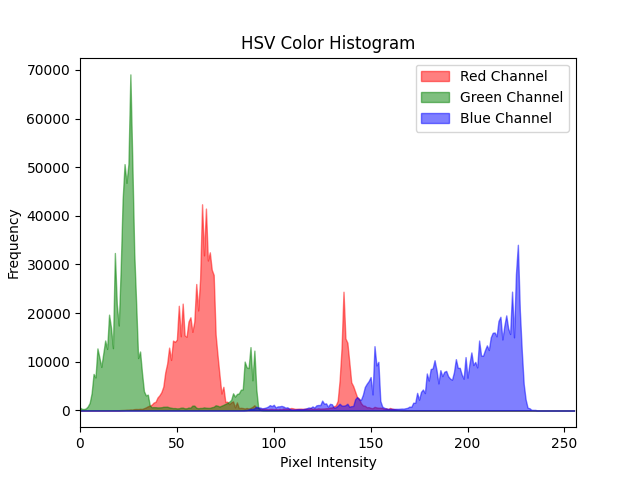 HSV Color Histogram
Red Channel
Green Channel
Blue Channel
Frequency
70000
60000
50000
40000
30000
20000
10000
0
0 50 100 150 200 250
Pixel Intensity